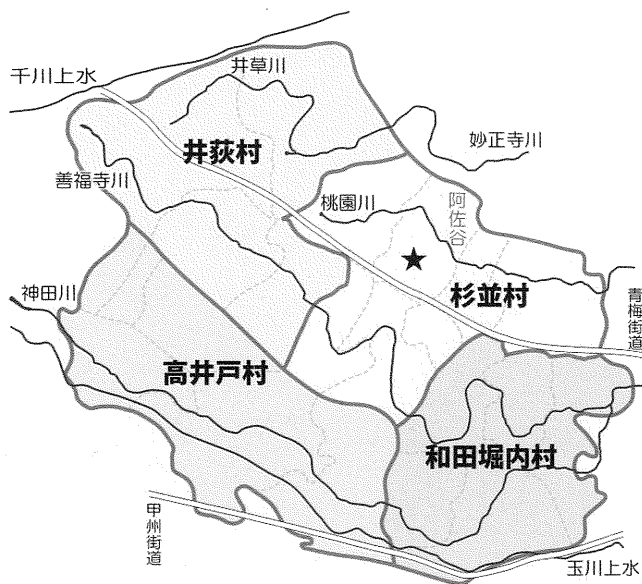 千川上水
井草川
井荻村
妙正寺川
善福寺川
桃園川
阿佐谷
神田川
杉並村
青梅街道
高井戸村
和田堀内村
甲州街道
玉川上水